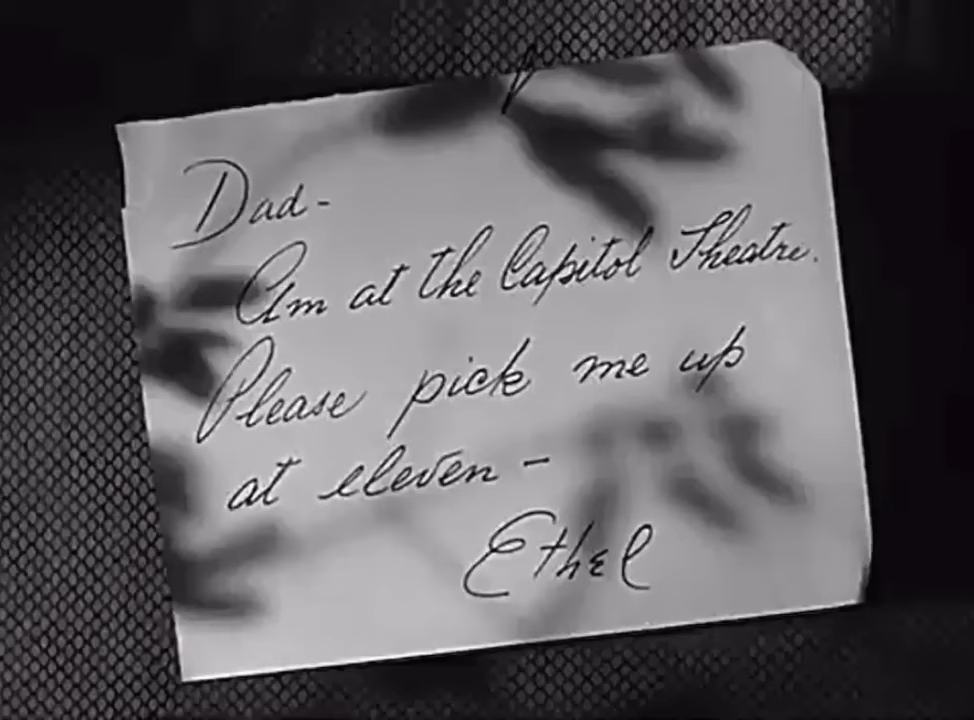 Dad-
Am at the Capitol Theatre.
Please pick me up
at eleven-
Ethel